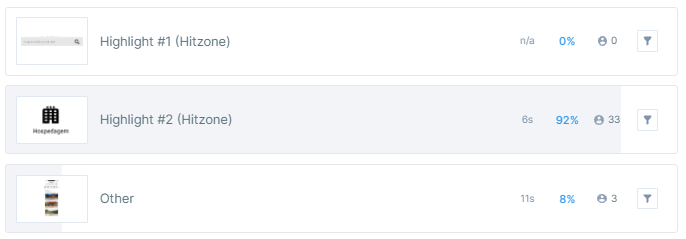 Highlight #1 (Hitzone) n/a 0% 0
Hospedagem
Highlight #2 (Hitzone) 6s 92% 33
Other 11s 8% 3